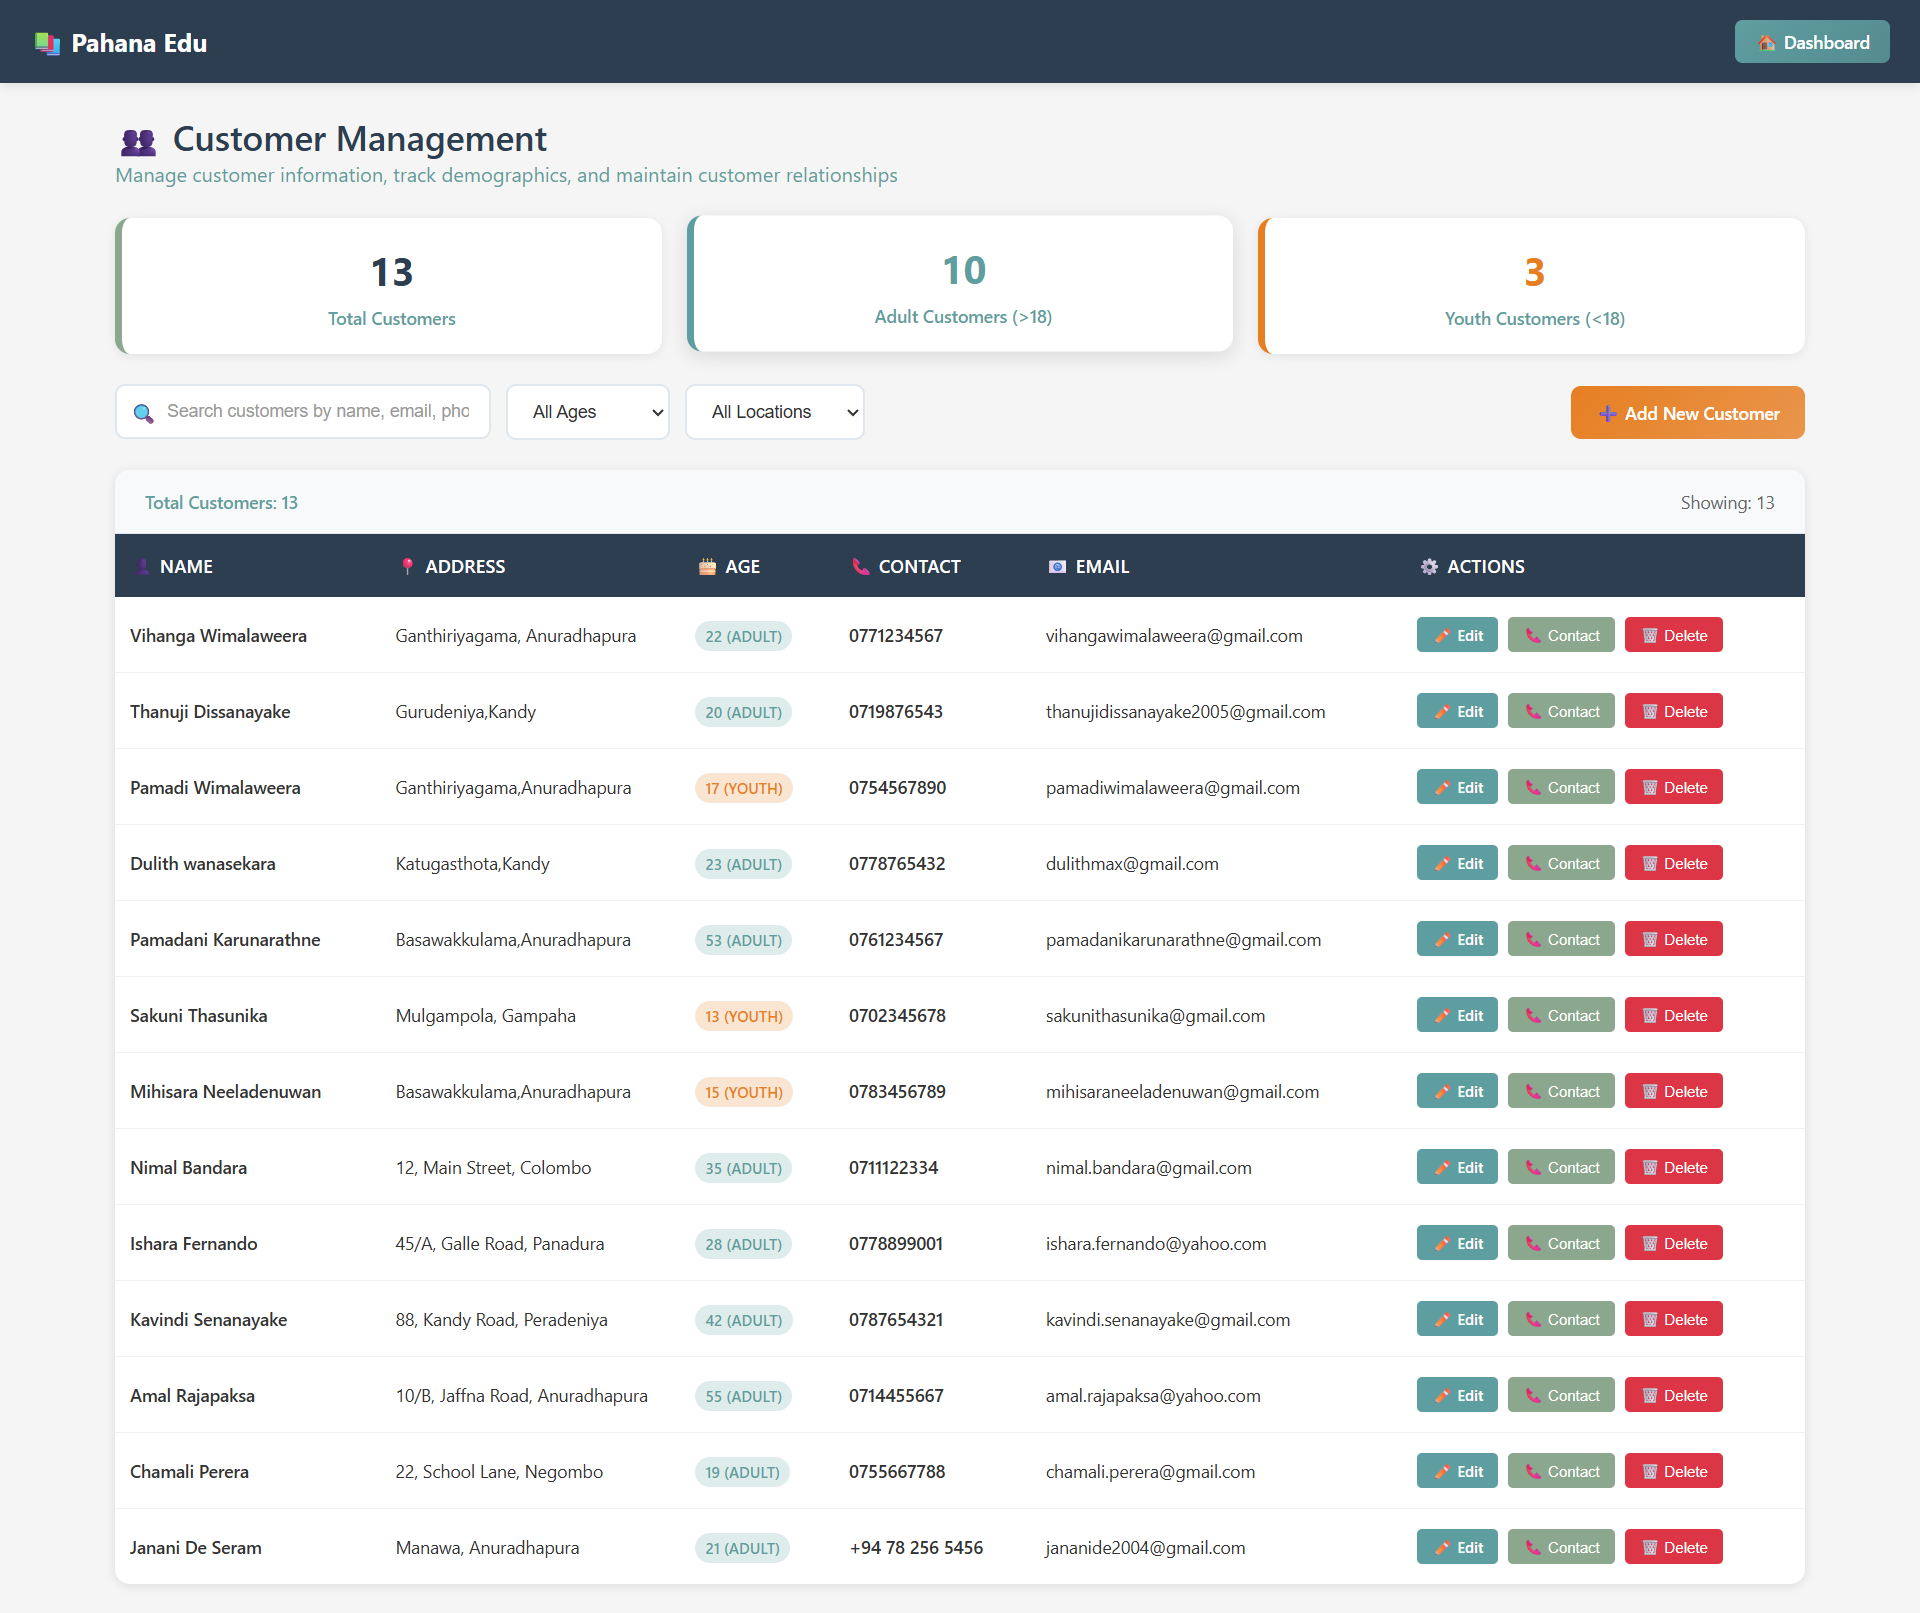 Pahana Edu
Dashboard
Customer Management
Manage customer information, track demographics, and maintain customer relationships
13
Total Customers
10
Adult Customers (>18)
3
Youth Customers (<18)
Search customers by name, email, pho
All Ages
All Locations
Add New Customer
Total Customers: 13
Showing: 13
NAME ADDRESS AGE CONTACT EMAIL ACTIONS
Vihanga Wimalaweera Ganthiriyagama, Anuradhapura 22 (ADULT) 0771234567 vihangawimalaweera@gmail.com Edit Contact Delete
Thanuji Dissanayake Gurudeniya,Kandy 20 (ADULT) 0719876543 thanujidissanayake2005@gmail.com Edit Contact Delete
Pamadi Wimalaweera Ganthiriyagama,Anuradhapura 17 (YOUTH) 0754567890 pamadiwimalaweera@gmail.com Edit Contact Delete
Dulith wanasekara Katugasthota,Kandy 23 (ADULT) 0778765432 dulithmax@gmail.com Edit Contact Delete
Pamadani Karunarathne Basawakkulama,Anuradhapura 53 (ADULT) 0761234567 pamadanikarunarathne@gmail.com Edit Contact Delete
Sakuni Thasunika Mulgampola, Gampaha 13 (YOUTH) 0702345678 sakunithasunika@gmail.com Edit Contact Delete
Mihisara Neeladenuwan Basawakkulama,Anuradhapura 15 (YOUTH) 0783456789 mihisaraneeladenuwan@gmail.com Edit Contact Delete
Nimal Bandara 12, Main Street, Colombo 35 (ADULT) 0711122334 nimal.bandara@gmail.com Edit Contact Delete
Ishara Fernando 45/A, Galle Road, Panadura 28 (ADULT) 0778899001 ishara.fernando@yahoo.com Edit Contact Delete
Kavindi Senanayake 88, Kandy Road, Peradeniya 42 (ADULT) 0787654321 kavindi.senanayake@gmail.com Edit Contact Delete
Amal Rajapaksa 10/B, Jaffna Road, Anuradhapura 55 (ADULT) 0714455667 amal.rajapaksa@yahoo.com Edit Contact Delete
Chamali Perera 22, School Lane, Negombo 19 (ADULT) 0755667788 chamali.perera@gmail.com Edit Contact Delete
Janani De Seram Manawa, Anuradhapura 21 (ADULT) +94 78 256 5456 jananide2004@gmail.com Edit Contact Delete